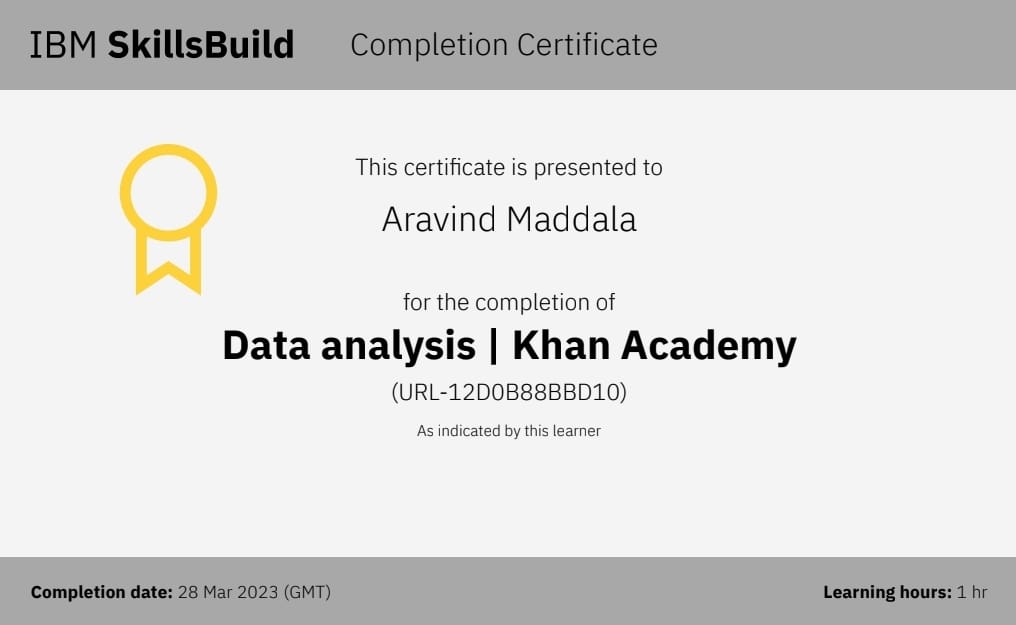 IBM SkillsBuild Completion Certificate
This certificate is presented to
Aravind Maddala
for the completion of
Data analysis | Khan Academy
(URL-12D0B88BBD10)
As indicated by this learner
Completion date: 28 Mar 2023 (GMT)
Learning hours: 1 hr